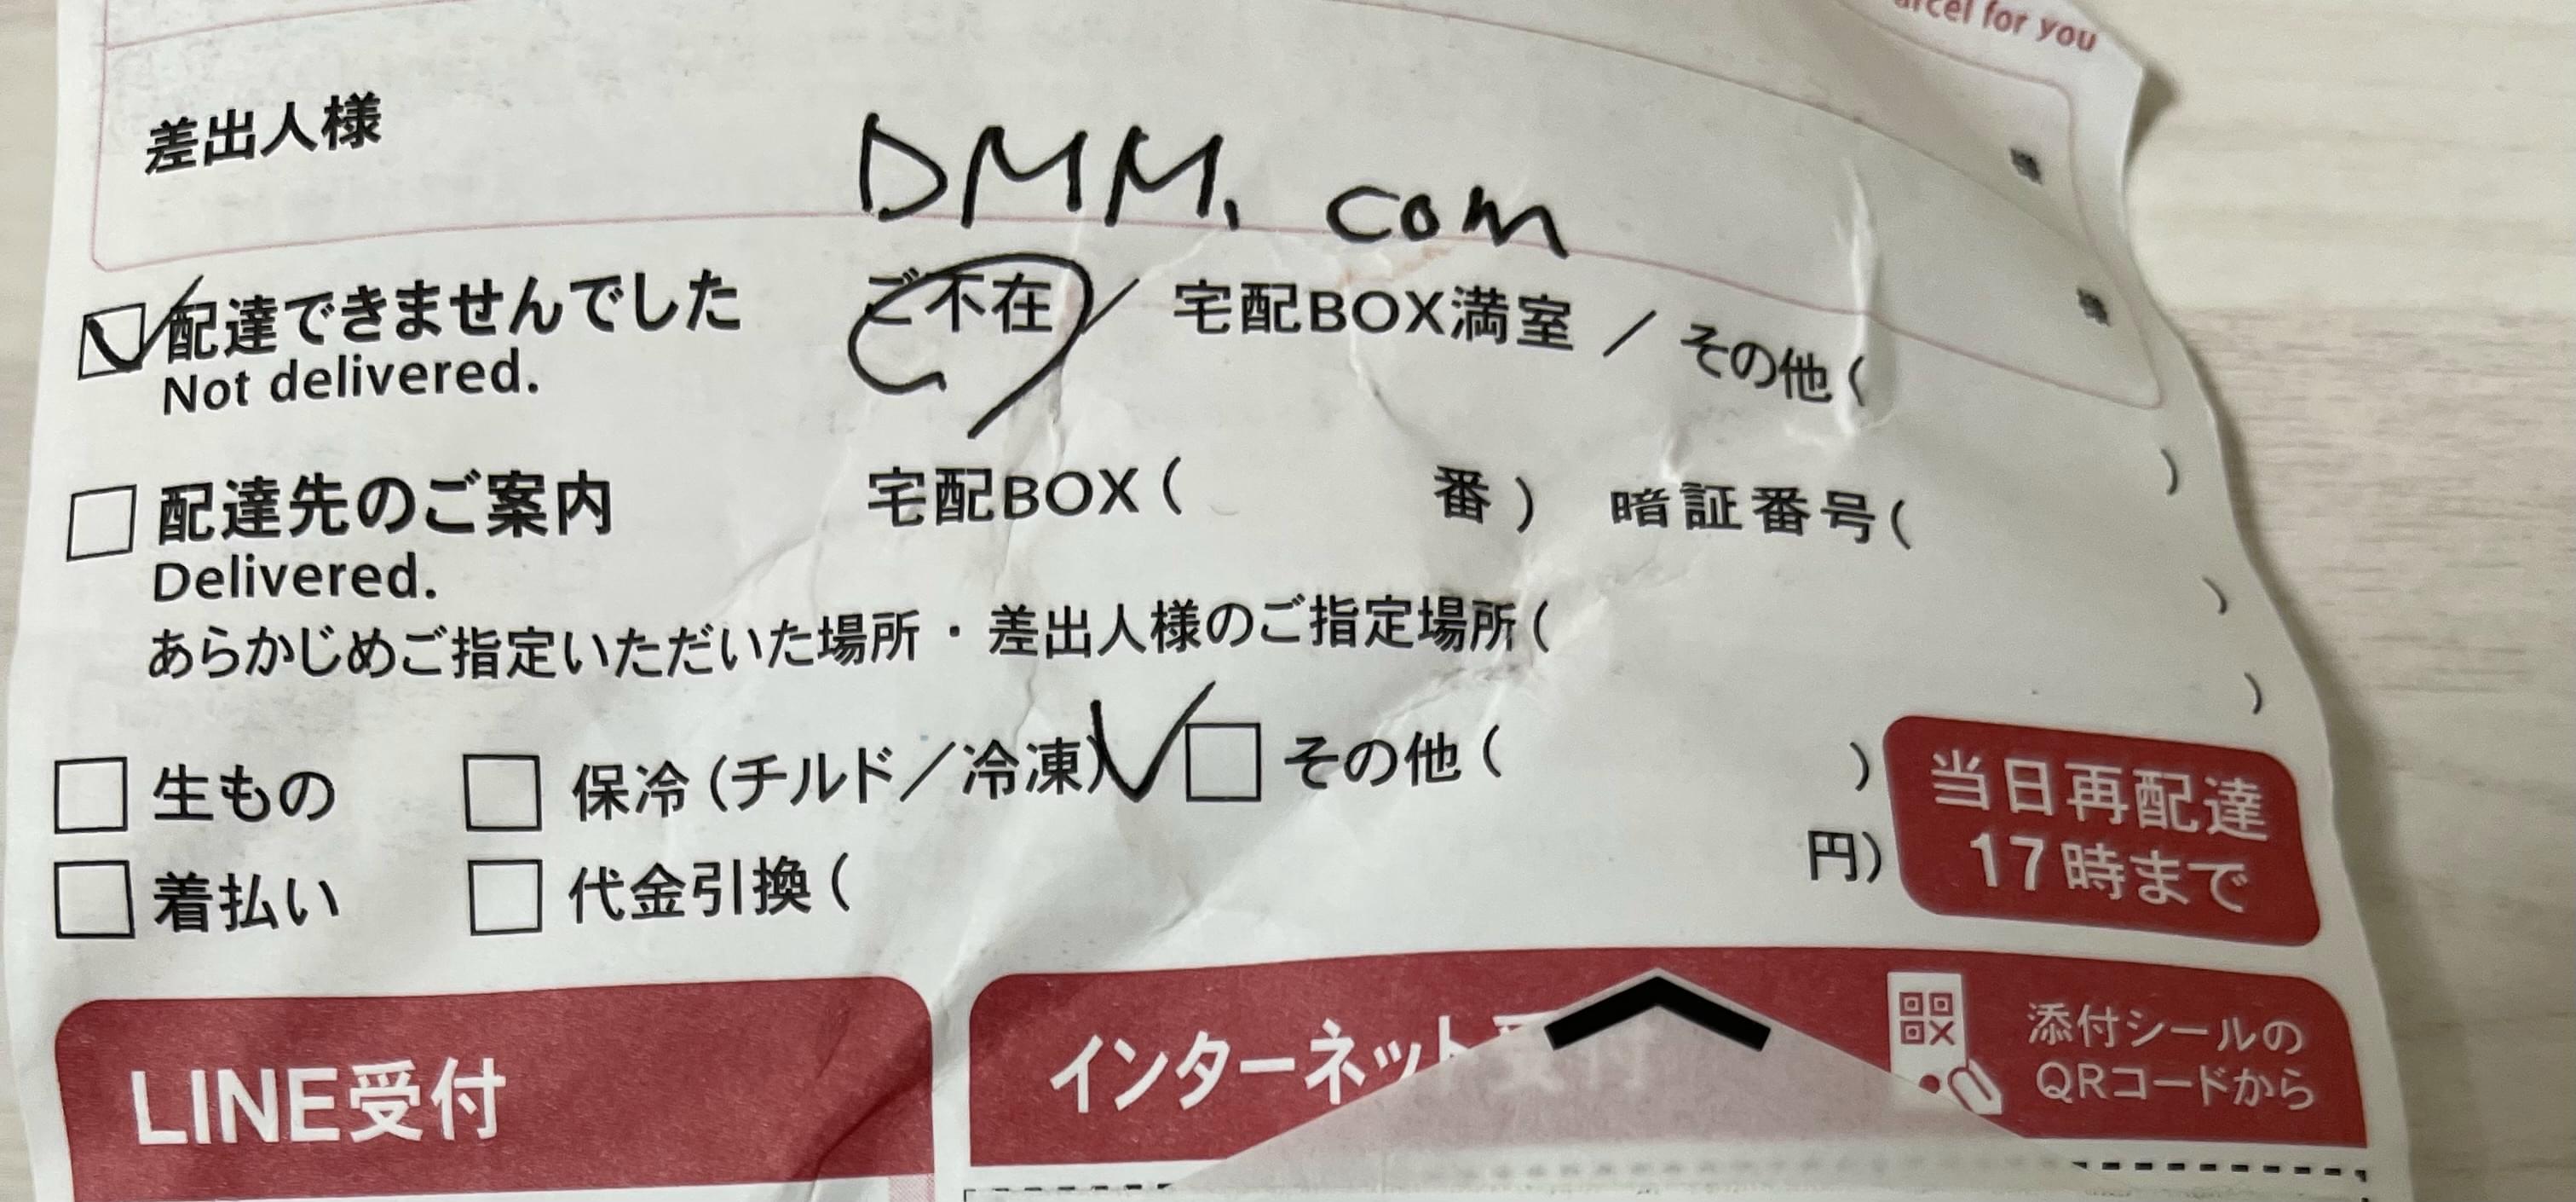 for you
差出人様 DMM.com
配達できませんでした ご不在 / 宅配BOX満室 / その他( )
Not delivered.
配達先のご案内 宅配BOX( 番) 暗証番号( )
Delivered.
あらかじめご指定いただいた場所・差出人様のご指定場所( )
生もの 保冷(チルド/冷凍) その他( )
着払い 代金引換( 円)
当日再配達
17時まで
LINE受付
インターネット受付
添付シールの
QRコードから